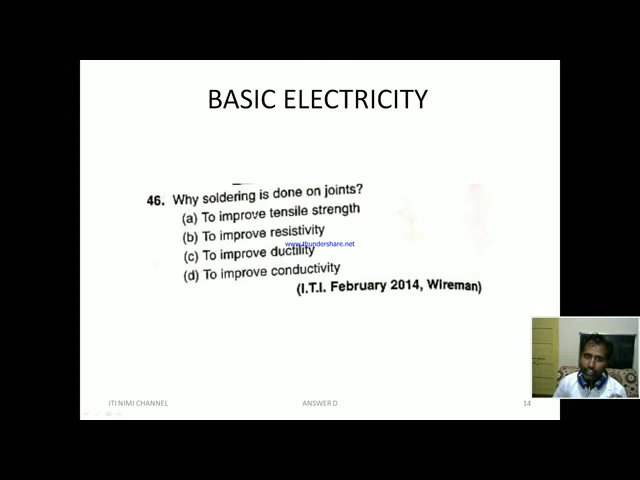 BASIC ELECTRICITY
46. Why soldering is done on joints?
(a) To improve tensile strength
(b) To improve resistivity
www.thundershare.net
(c) To improve ductility
(d) To improve conductivity
(I.T.I. February 2014, Wireman)
ITI NIMI CHANNEL
ANSWER D
14